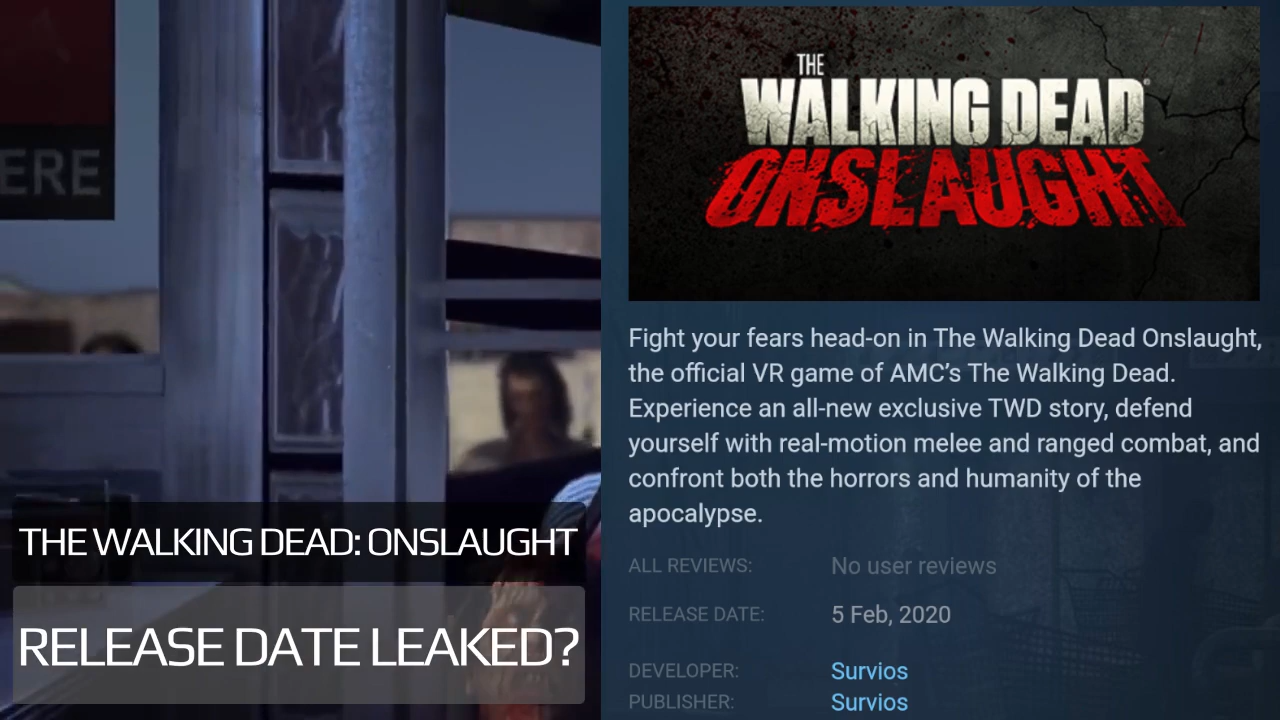 ERE
THE WALKING DEAD: ONSLAUGHT
RELEASE DATE LEAKED?
THE
WALKING DEAD
ONSLAUGHT
Fight your fears head-on in The Walking Dead Onslaught,
the official VR game of AMC’s The Walking Dead.
Experience an all-new exclusive TWD story, defend
yourself with real-motion melee and ranged combat, and
confront both the horrors and humanity of the
apocalypse.
ALL REVIEWS: No user reviews
RELEASE DATE: 5 Feb, 2020
DEVELOPER: Survios
PUBLISHER: Survios